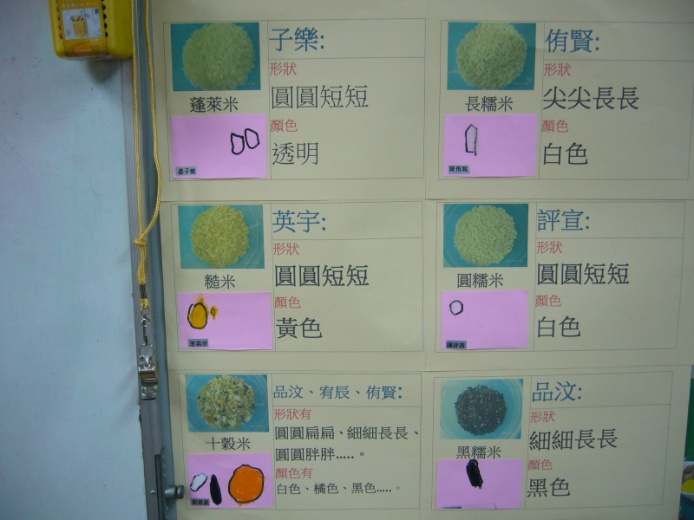 子樂:
形狀
圓圓短短
顏色
透明
蓬萊米
侑賢:
形狀
尖尖長長
顏色
白色
長糯米
英宇:
形狀
圓圓短短
顏色
黃色
糙米
評宣:
形狀
圓圓短短
顏色
白色
圓糯米
品汶、宥辰、侑賢:
形狀有
圓圓扁扁、細細長長、
圓圓胖胖.....。
顏色有
白色、橘色、黑色.....。
十穀米
品汶:
形狀
細細長長
顏色
黑色
黑糯米